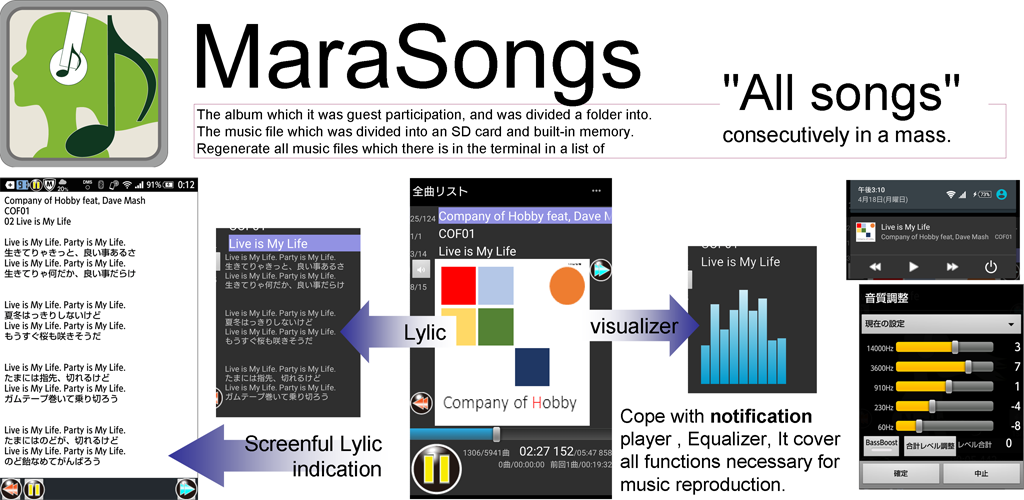 MaraSongs
"All songs"
consecutively in a mass.
The album which it was guest participation, and was divided a folder into.
The music file which was divided into an SD card and built-in memory.
Regenerate all music files which there is in the terminal in a list of
20%
DMS
91%
0:12
Company of Hobby feat, Dave Mash
COF01
02 Live is My Life
Live is My Life. Party is My Life.
生きてりゃきっと、良い事あるさ
Live is My Life. Party is My Life.
生きてりゃ何だか、良い事だらけ
Live is My Life. Party is My Life.
夏冬はっきりしないけど
Live is My Life. Party is My Life.
もうすぐ桜も咲きそうだ
Live is My Life. Party is My Life.
たまには指先、切れるけど
Live is My Life. Party is My Life.
ガムテープ巻いて乗り切ろう
Live is My Life. Party is My Life.
たまにはのどが、切れるけど
Live is My Life. Party is My Life.
のど飴なめてがんばろう
Live is My Life
Live is My Life. Party is My Life.
生きてりゃきっと、良い事あるさ
Live is My Life. Party is My Life.
生きてりゃ何だか、良い事だらけ
Live is My Life. Party is My Life.
夏冬はっきりしないけど
Live is My Life. Party is My Life.
もうすぐ桜も咲きそうだ
Live is My Life. Party is My Life.
たまには指先、切れるけど
Live is My Life. Party is My Life.
ガムテープ巻いて乗り切ろう
Lylic
Screenful Lylic
indication
全曲リスト
25/124
Company of Hobby feat, Dave M
1/1
COF01
3/14
Live is My Life
8/15
Company of Hobby
1306/5941曲
02:27 152/05:47 858
0曲/00:00:00
前回1曲/00:19:32
visualizer
Live is My Life
Cope with notification
player , Equalizer, It cover
all functions necessary for
music reproduction.
午後3:10
4月18日(月曜日)
73%
Live is My Life
Company of Hobby feat, Dave Mash
COF01
音質調整
現在の設定
14000Hz
3
3600Hz
7
910Hz
1
230Hz
-4
60Hz
-8
BassBoost
合計レベル調整
レベル合計
0
確定
中止